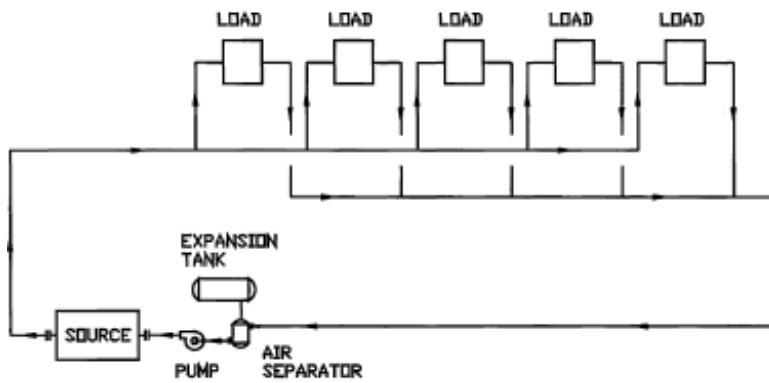 LOAD
LOAD
LOAD
LOAD
LOAD
EXPANSION
TANK
SOURCE
PUMP
AIR
SEPARATOR